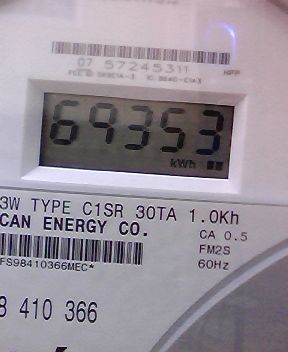 07 57245311
69353
kWh
3W TYPE C1SR 30TA 1.0Kh
CAN ENERGY CO.
CA 0.5
FM2S
60Hz
FS98410366MEC*
8 410 366